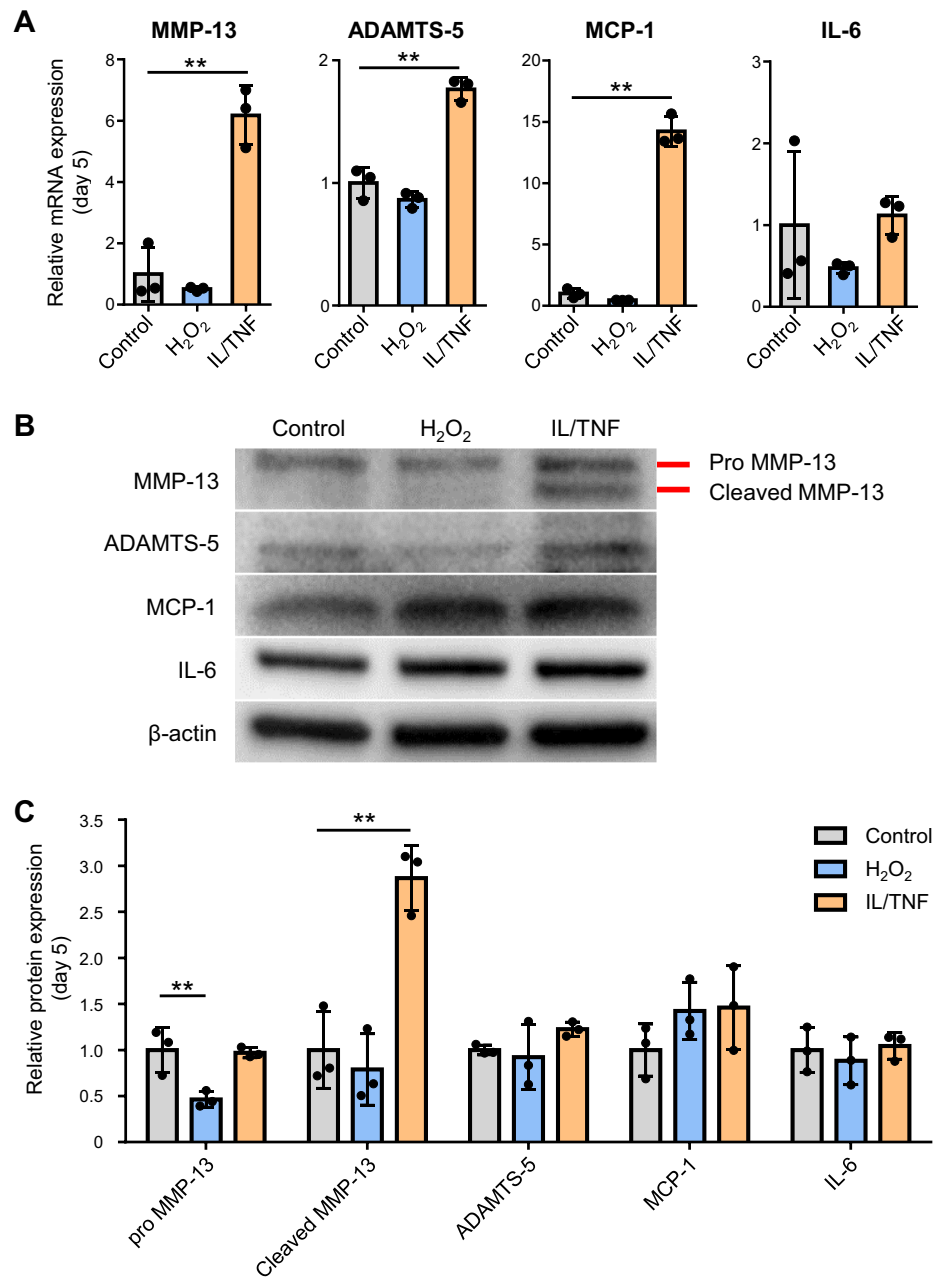 A
MMP-13
ADAMTS-5
MCP-1
IL-6
Relative mRNA expression
(day 5)
8
6
4
2
0
**
Control
H₂O₂
IL/TNF
2
1
0
**
Control
H₂O₂
IL/TNF
20
15
10
5
0
**
Control
H₂O₂
IL/TNF
3
2
1
0
Control
H₂O₂
IL/TNF
B
Control H₂O₂ IL/TNF
MMP-13
Pro MMP-13
Cleaved MMP-13
ADAMTS-5
MCP-1
IL-6
β-actin
C
Relative protein expression
(day 5)
3.5
3.0
2.5
2.0
1.5
1.0
0.5
0
**
**
Control
H₂O₂
IL/TNF
pro MMP-13
Cleaved MMP-13
ADAMTS-5
MCP-1
IL-6